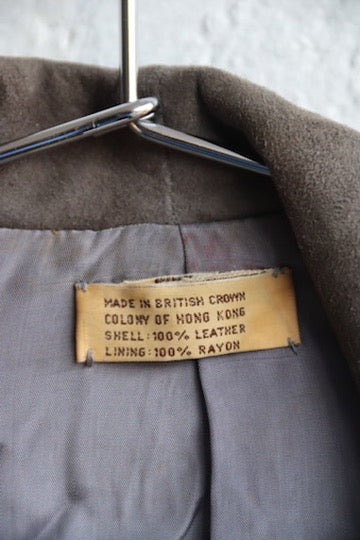 MADE IN BRITISH CROWN
COLONY OF HONG KONG
SHELL: 100% LEATHER
LINING: 100% RAYON